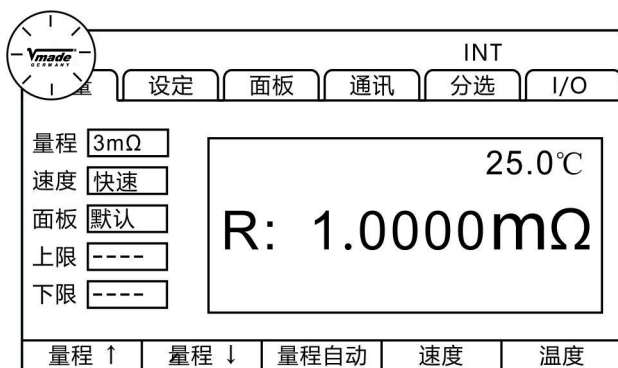 Vmade
GERMANY
INT
量 设定 面板 通讯 分选 I/O
量程 3mΩ
25.0℃
速度 快速
面板 默认
R: 1.0000mΩ
上限 ----
下限 ----
量程 ↑ 量程 ↓ 量程自动 速度 温度